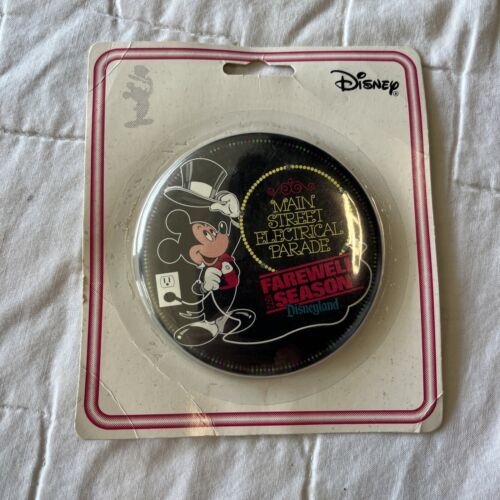 Disney
MAIN
STREET
ELECTRICAL
PARADE
FAREWELL
SEASON
Disneyland